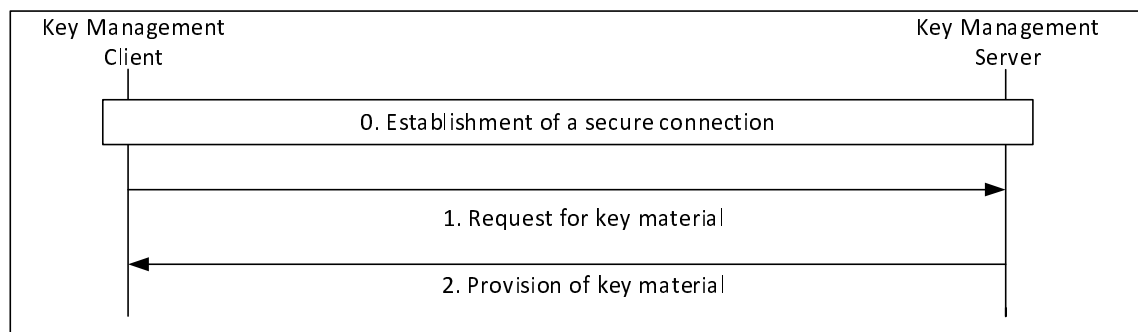 Key Management
Client
Key Management
Server
0. Establishment of a secure connection
1. Request for key material
2. Provision of key material